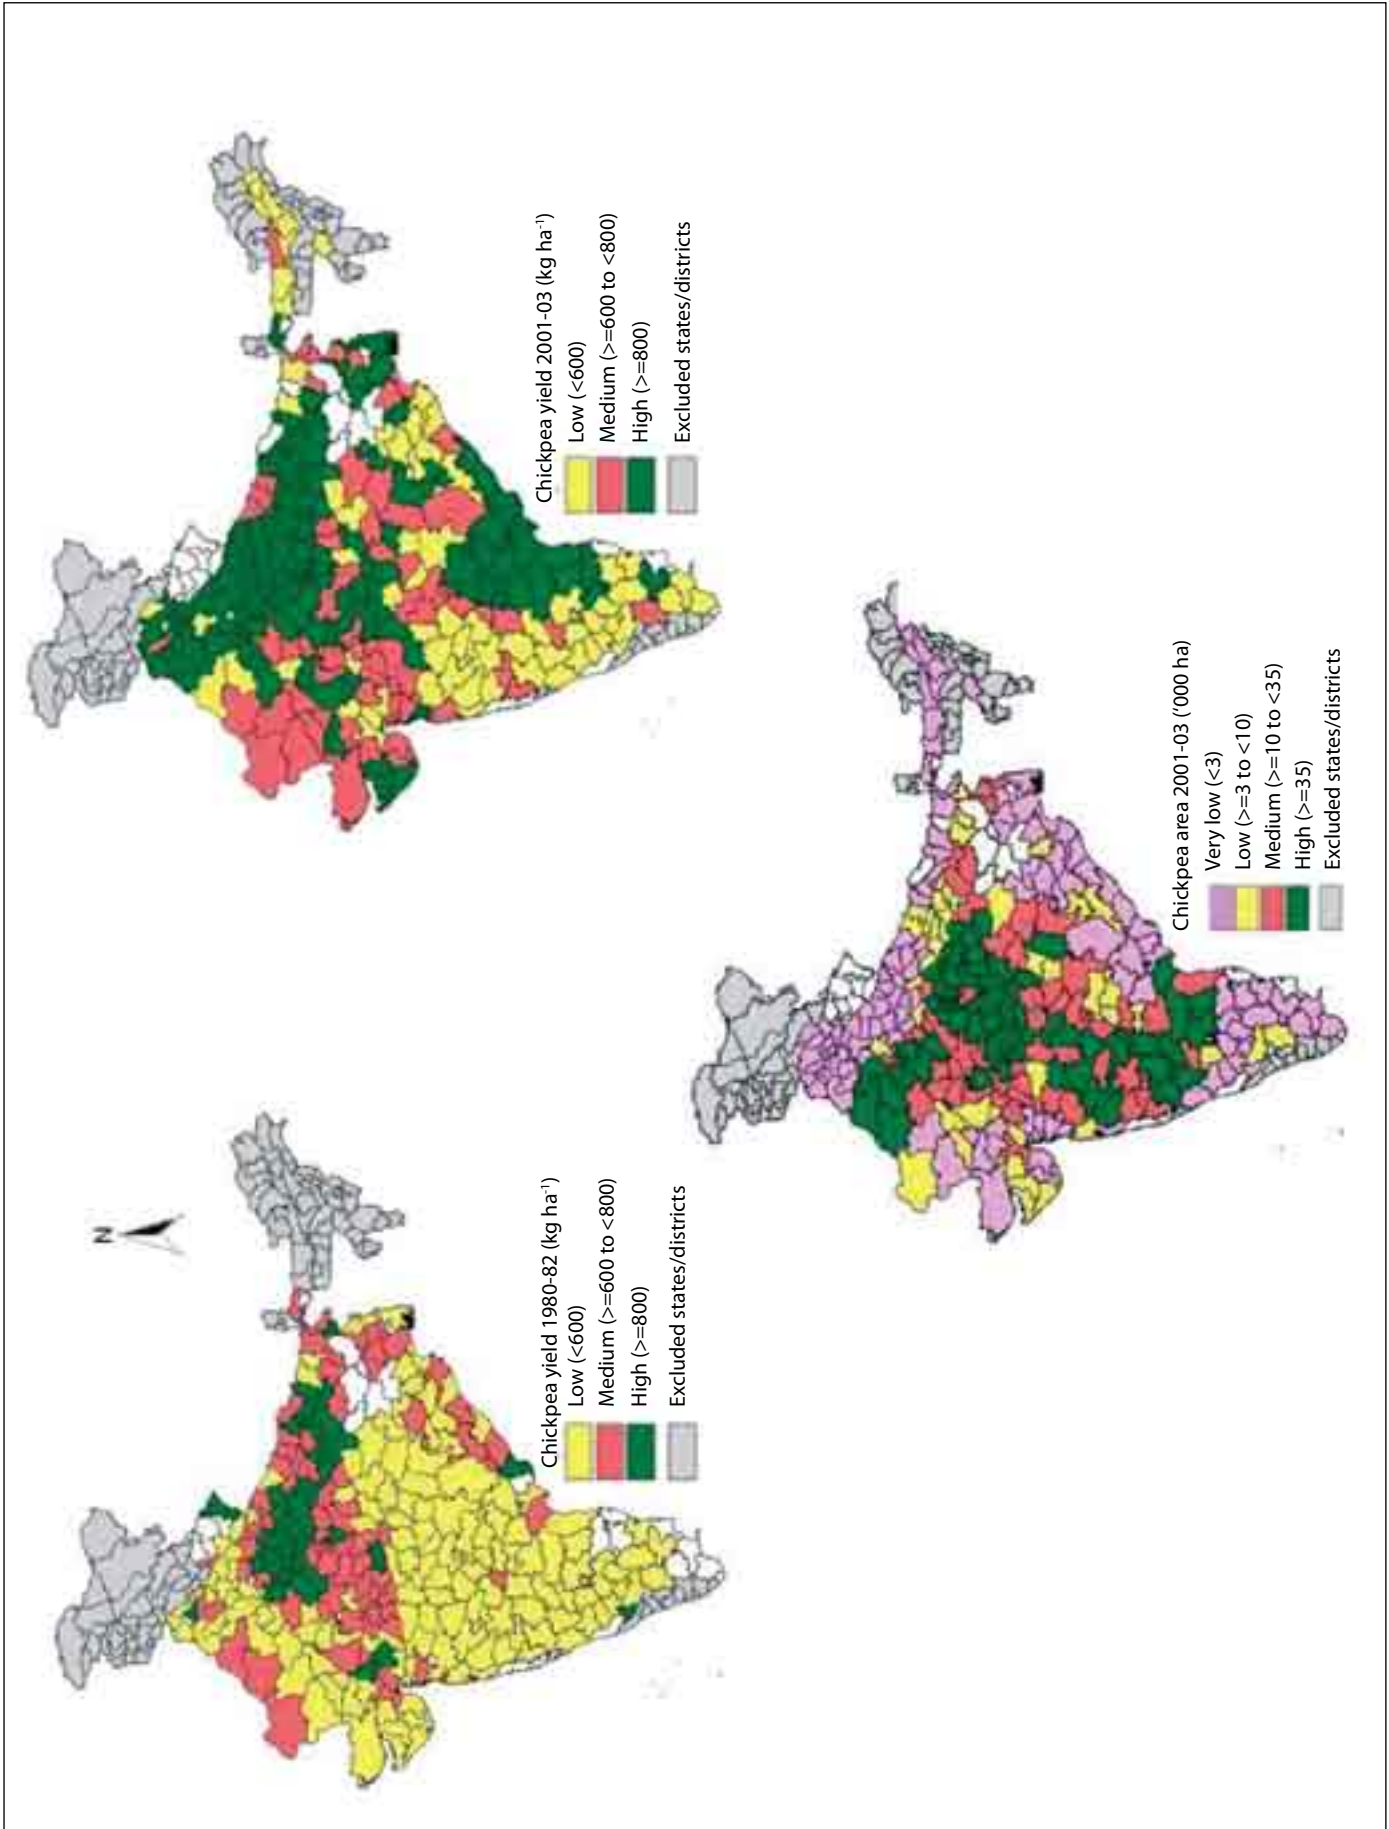 N
Chickpea yield 1980-82 (kg ha⁻¹)
Low (<600)
Medium (>=600 to <800)
High (>=800)
Excluded states/districts
Chickpea yield 2001-03 (kg ha⁻¹)
Low (<600)
Medium (>=600 to <800)
High (>=800)
Excluded states/districts
Chickpea area 2001-03 ('000 ha)
Very low (<3)
Low (>=3 to <10)
Medium (>=10 to <35)
High (>=35)
Excluded states/districts